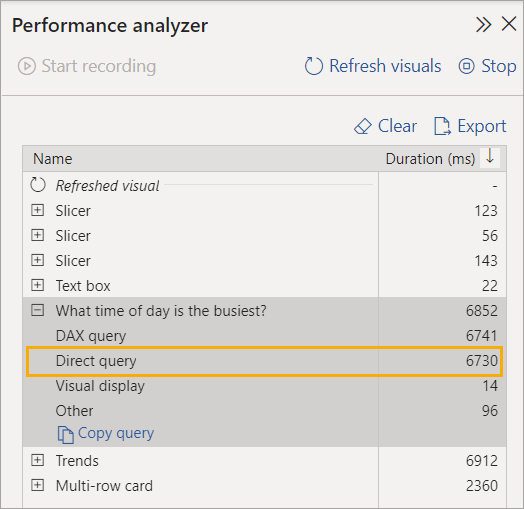 Performance analyzer
Start recording Refresh visuals Stop
Clear Export
Name Duration (ms)
Refreshed visual -
Slicer 123
Slicer 56
Slicer 143
Text box 22
What time of day is the busiest? 6852
DAX query 6741
Direct query 6730
Visual display 14
Other 96
Copy query
Trends 6912
Multi-row card 2360